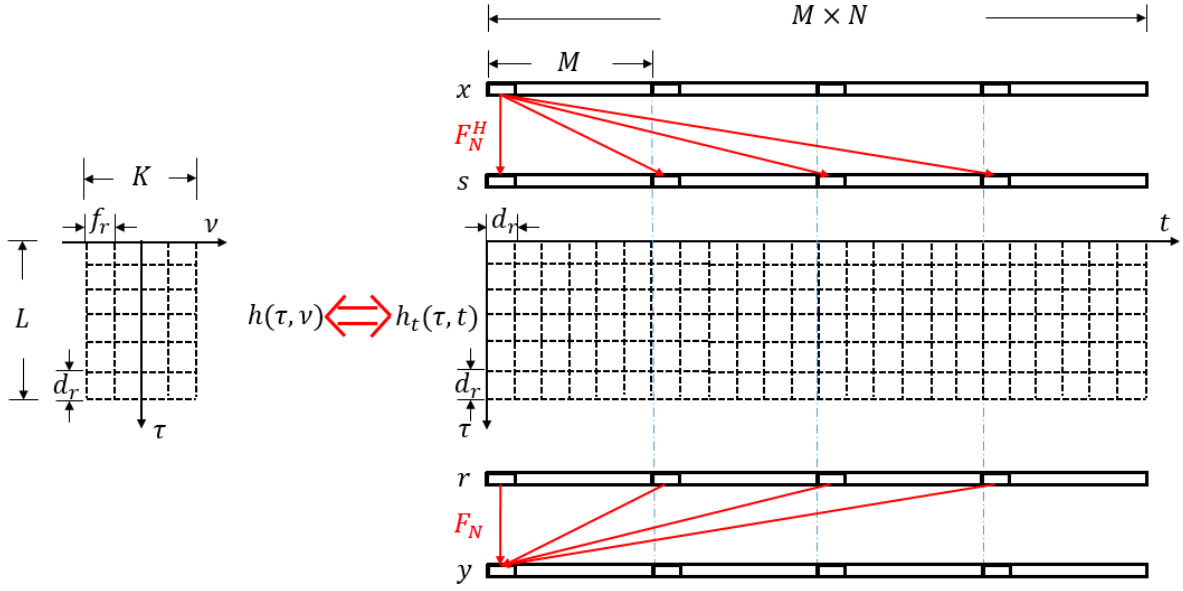 M × N
M
x
F_N^H
s
K
f_r
ν
d_r
t
L
h(τ, ν)
h_t(τ, t)
d_r
d_r
τ
τ
r
F_N
y